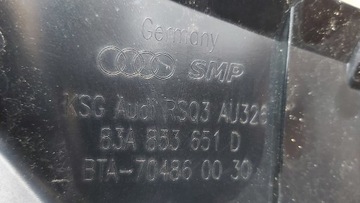 Germany
SMP
KSG Audi RSQ3 AU326
83A 853 651 D
BTA-70486 00 30